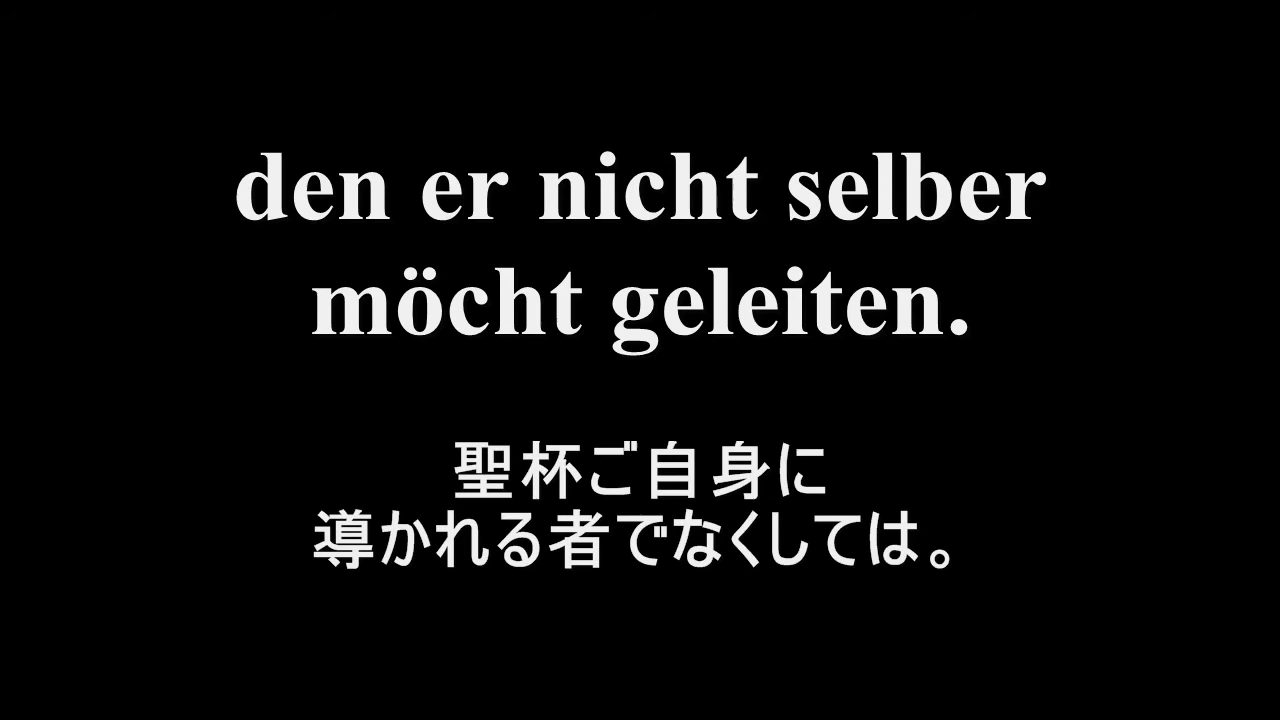 den er nicht selber
möcht geleiten.
聖杯ご自身に
導かれる者でなくしては。